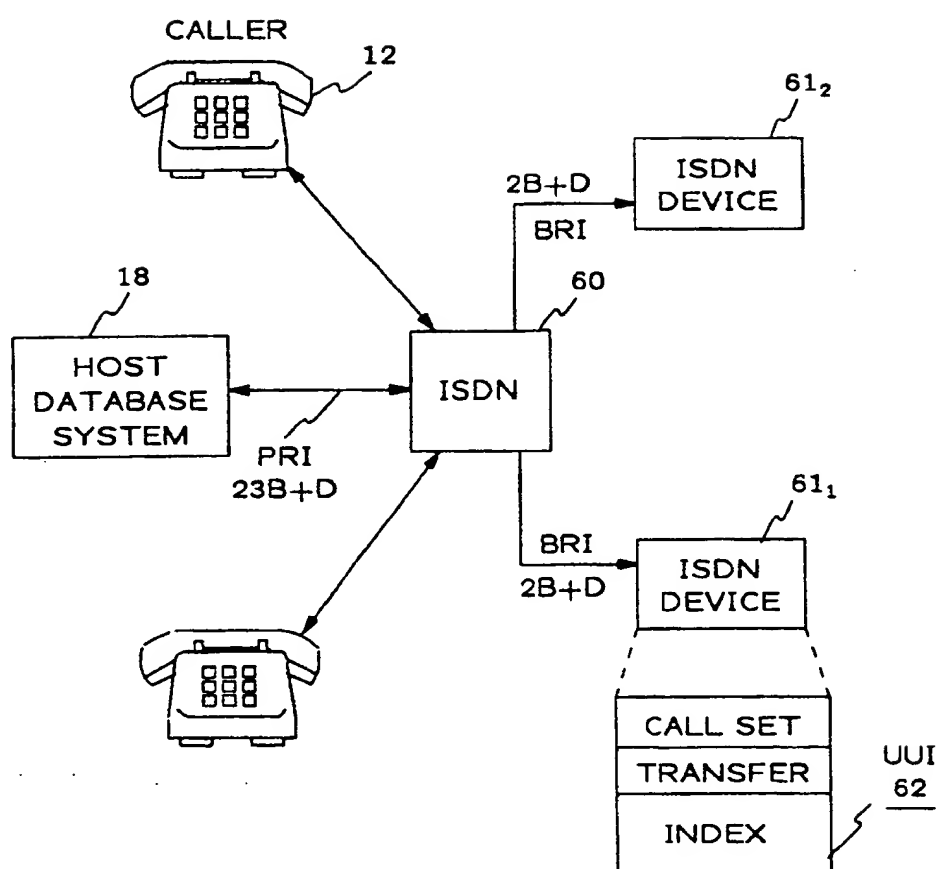 CALLER
12
61₂
ISDN
DEVICE
2B+D
BRI
18
60
HOST
DATABASE
SYSTEM
ISDN
PRI
23B+D
61₁
BRI
2B+D
ISDN
DEVICE
CALL SET
TRANSFER
INDEX
UUI
62